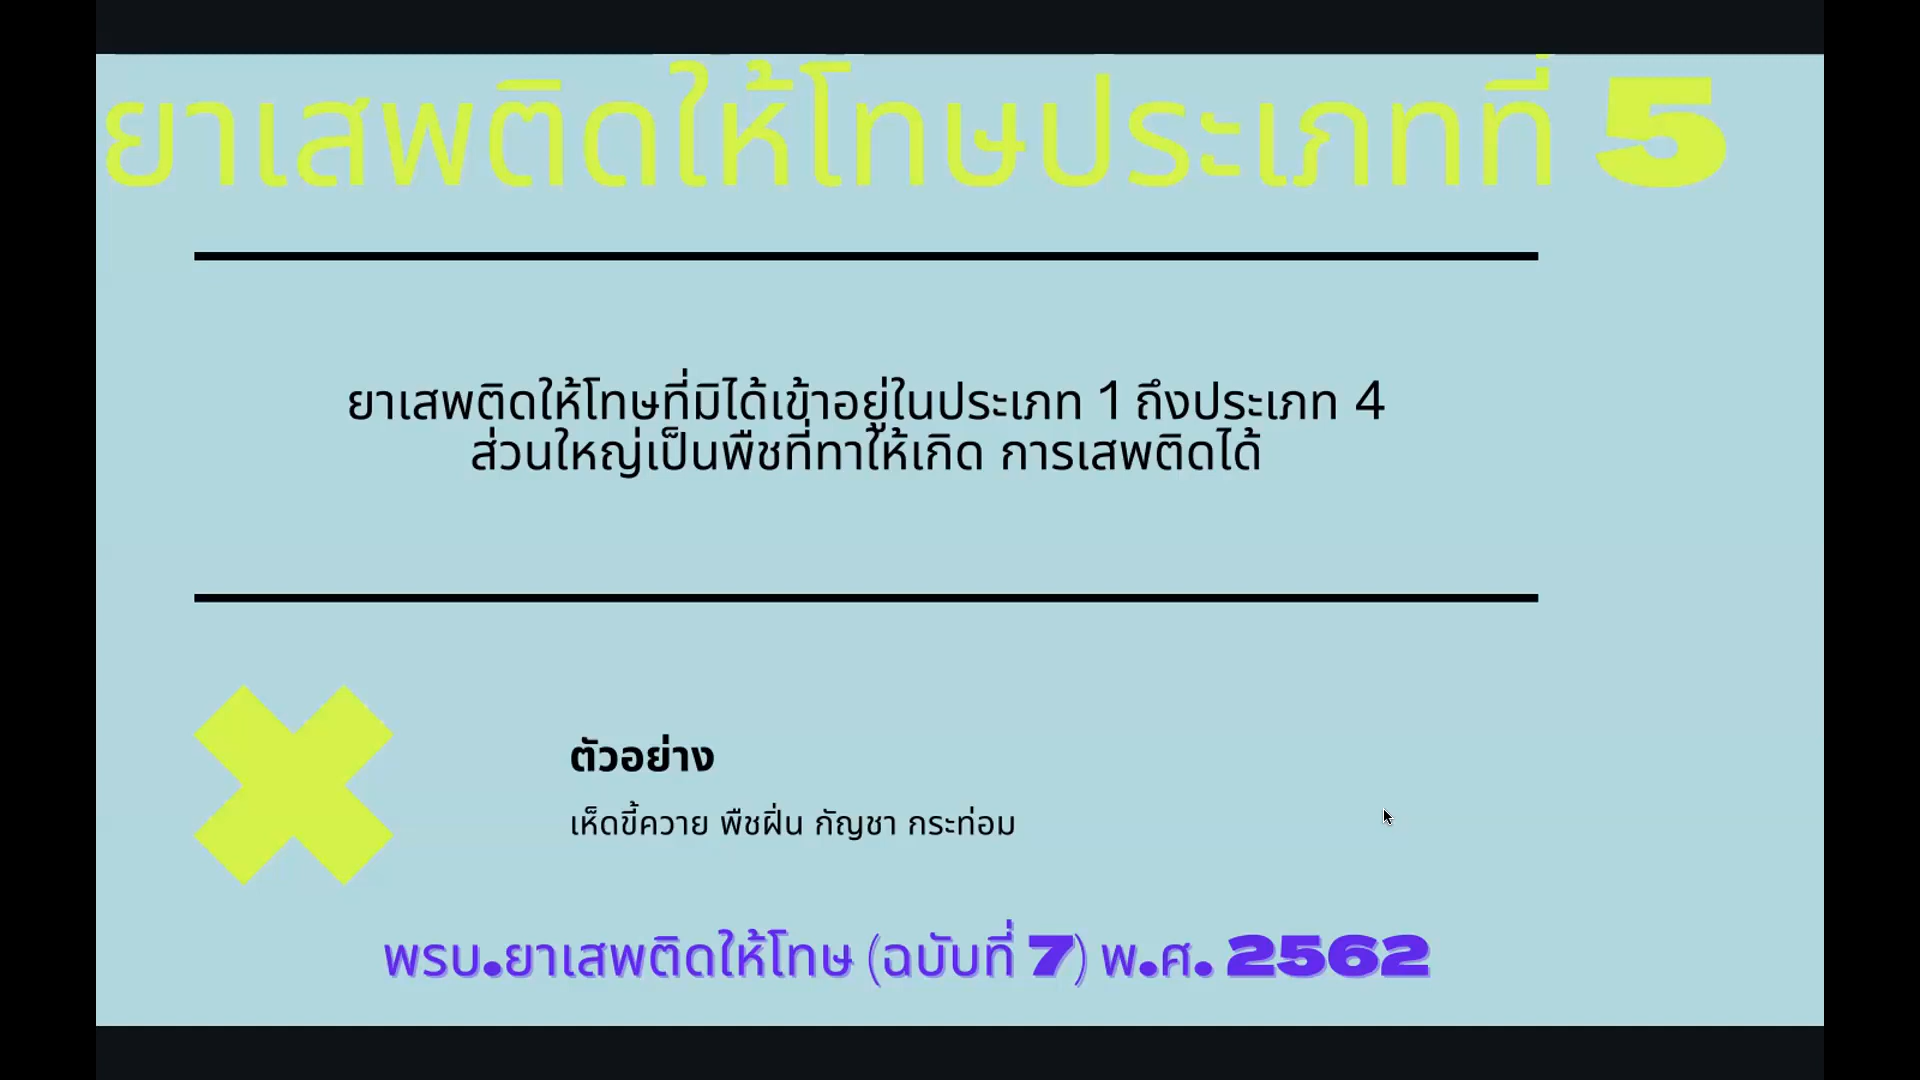 ยาเสพติดให้โทษประเภทที่ 5
ยาเสพติดให้โทษที่มิได้เข้าอยู่ในประเภท 1 ถึงประเภท 4
ส่วนใหญ่เป็นพืชที่ทาให้เกิด การเสพติดได้
ตัวอย่าง
เห็ดขี้ควาย พืชฝิ่น กัญชา กระท่อม
พรบ.ยาเสพติดให้โทษ (ฉบับที่ 7) พ.ศ. 2562